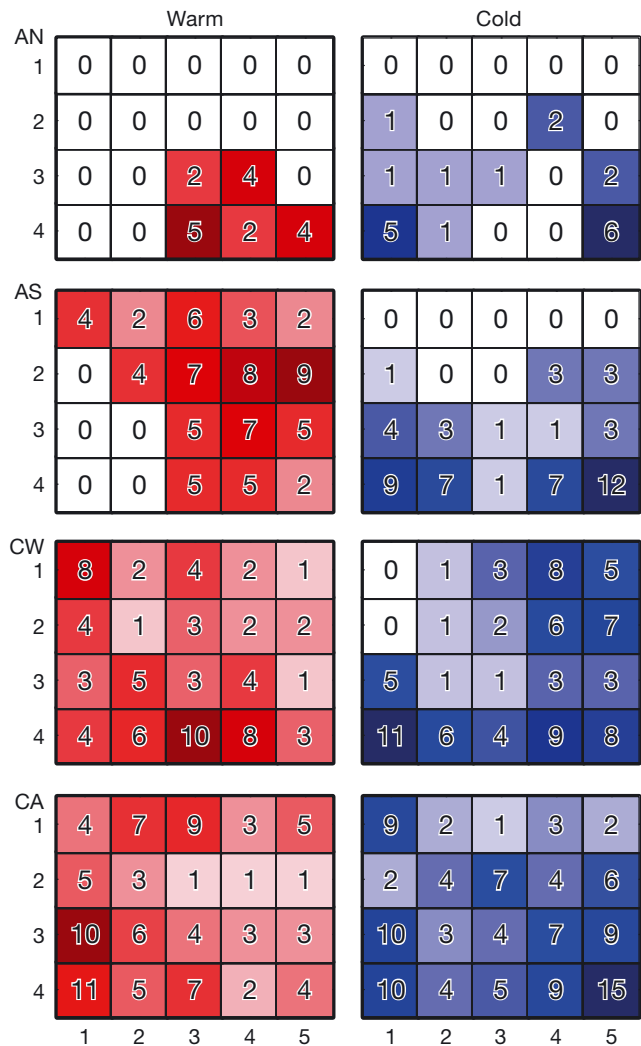 Warm Cold
AN
1 0 0 0 0 0 0 0 0 0 0
2 0 0 0 0 0 1 0 0 2 0
3 0 0 2 4 0 1 1 1 0 2
4 0 0 5 2 4 5 1 0 0 6
AS
1 4 2 6 3 2 0 0 0 0 0
2 0 4 7 8 9 1 0 0 3 3
3 0 0 5 7 5 4 3 1 1 3
4 0 0 5 5 2 9 7 1 7 12
CW
1 8 2 4 2 1 0 1 3 8 5
2 4 1 3 2 2 0 1 2 6 7
3 3 5 3 4 1 5 1 1 3 3
4 4 6 10 8 3 11 6 4 9 8
CA
1 4 7 9 3 5 9 2 1 3 2
2 5 3 1 1 1 2 4 7 4 6
3 10 6 4 3 3 10 3 4 7 9
4 11 5 7 2 4 10 4 5 9 15
1 2 3 4 5 1 2 3 4 5